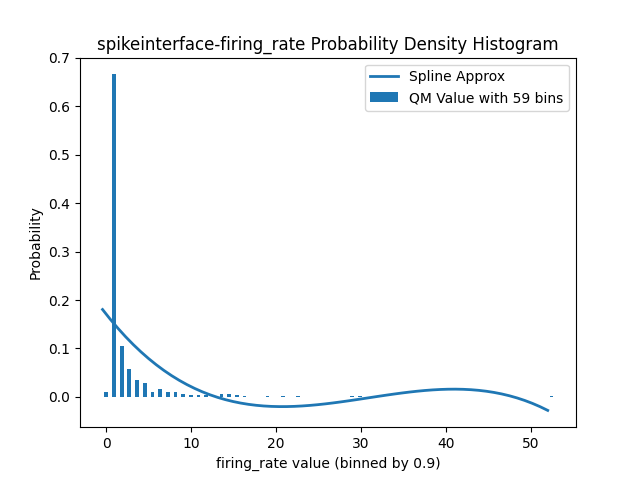 spikeinterface-firing_rate Probability Density Histogram
Spline Approx
QM Value with 59 bins
Probability
0.7
0.6
0.5
0.4
0.3
0.2
0.1
0.0
0 10 20 30 40 50
firing_rate value (binned by 0.9)